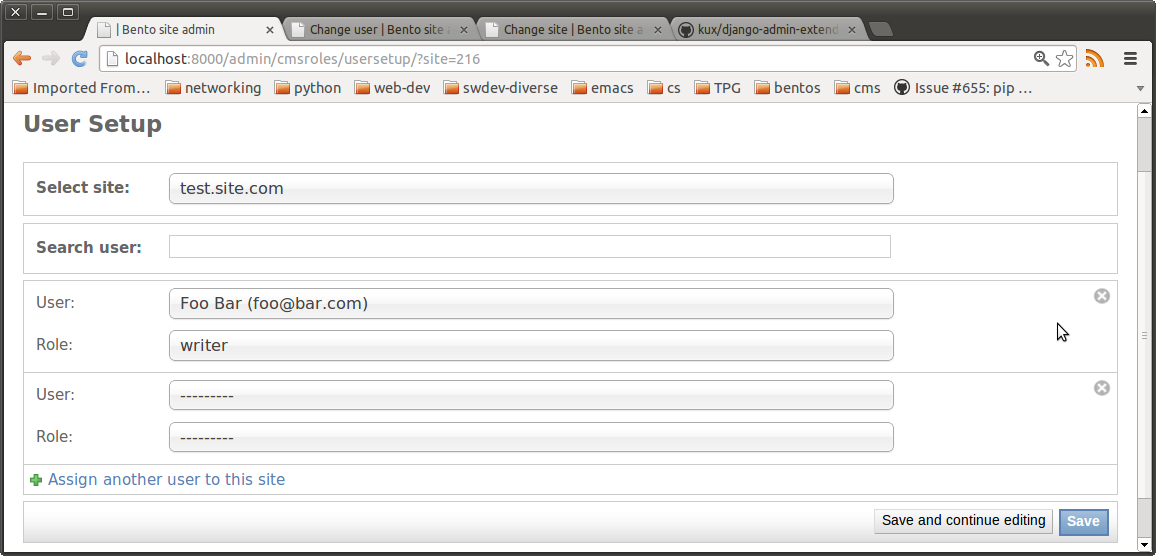 | Bento site admin
Change user | Bento site a
Change site | Bento site a
kux/django-admin-extend
localhost:8000/admin/cmsroles/usersetup/?site=216
Imported From... networking python web-dev swdev-diverse emacs cs TPG bentos cms Issue #655: pip ...
User Setup
Select site: test.site.com
Search user:
User: Foo Bar (foo@bar.com)
Role: writer
User: ---------
Role: ---------
Assign another user to this site
Save and continue editing Save